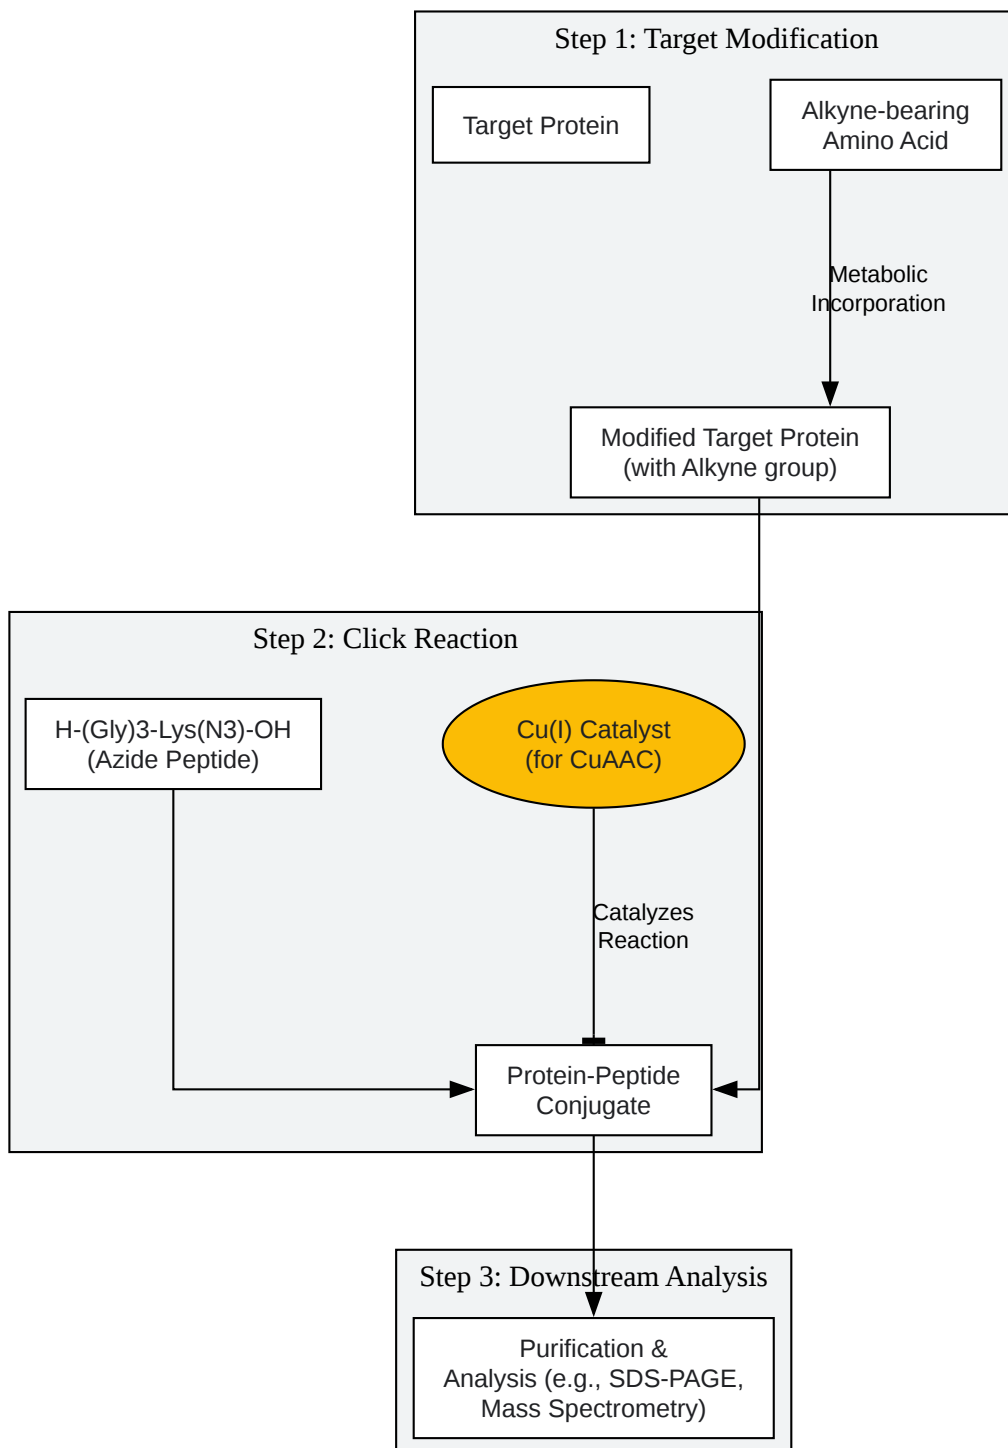 Step 1: Target Modification
Target Protein
Alkyne-bearing
Amino Acid
Metabolic
Incorporation
Modified Target Protein
(with Alkyne group)
Step 2: Click Reaction
H-(Gly)3-Lys(N3)-OH
(Azide Peptide)
Cu(I) Catalyst
(for CuAAC)
Catalyzes
Reaction
Protein-Peptide
Conjugate
Step 3: Downstream Analysis
Purification &
Analysis (e.g., SDS-PAGE,
Mass Spectrometry)